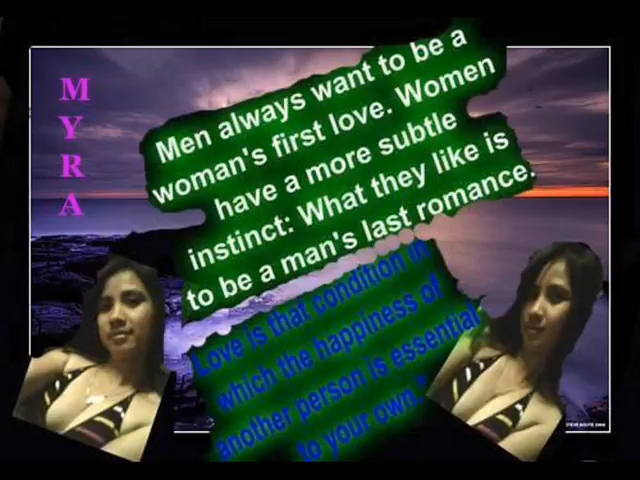 MYRA
Men always want to be a
woman's first love. Women
have a more subtle
instinct: What they like is
to be a man's last romance.
"Love is that condition in
which the happiness of
another person is essential
to your own."